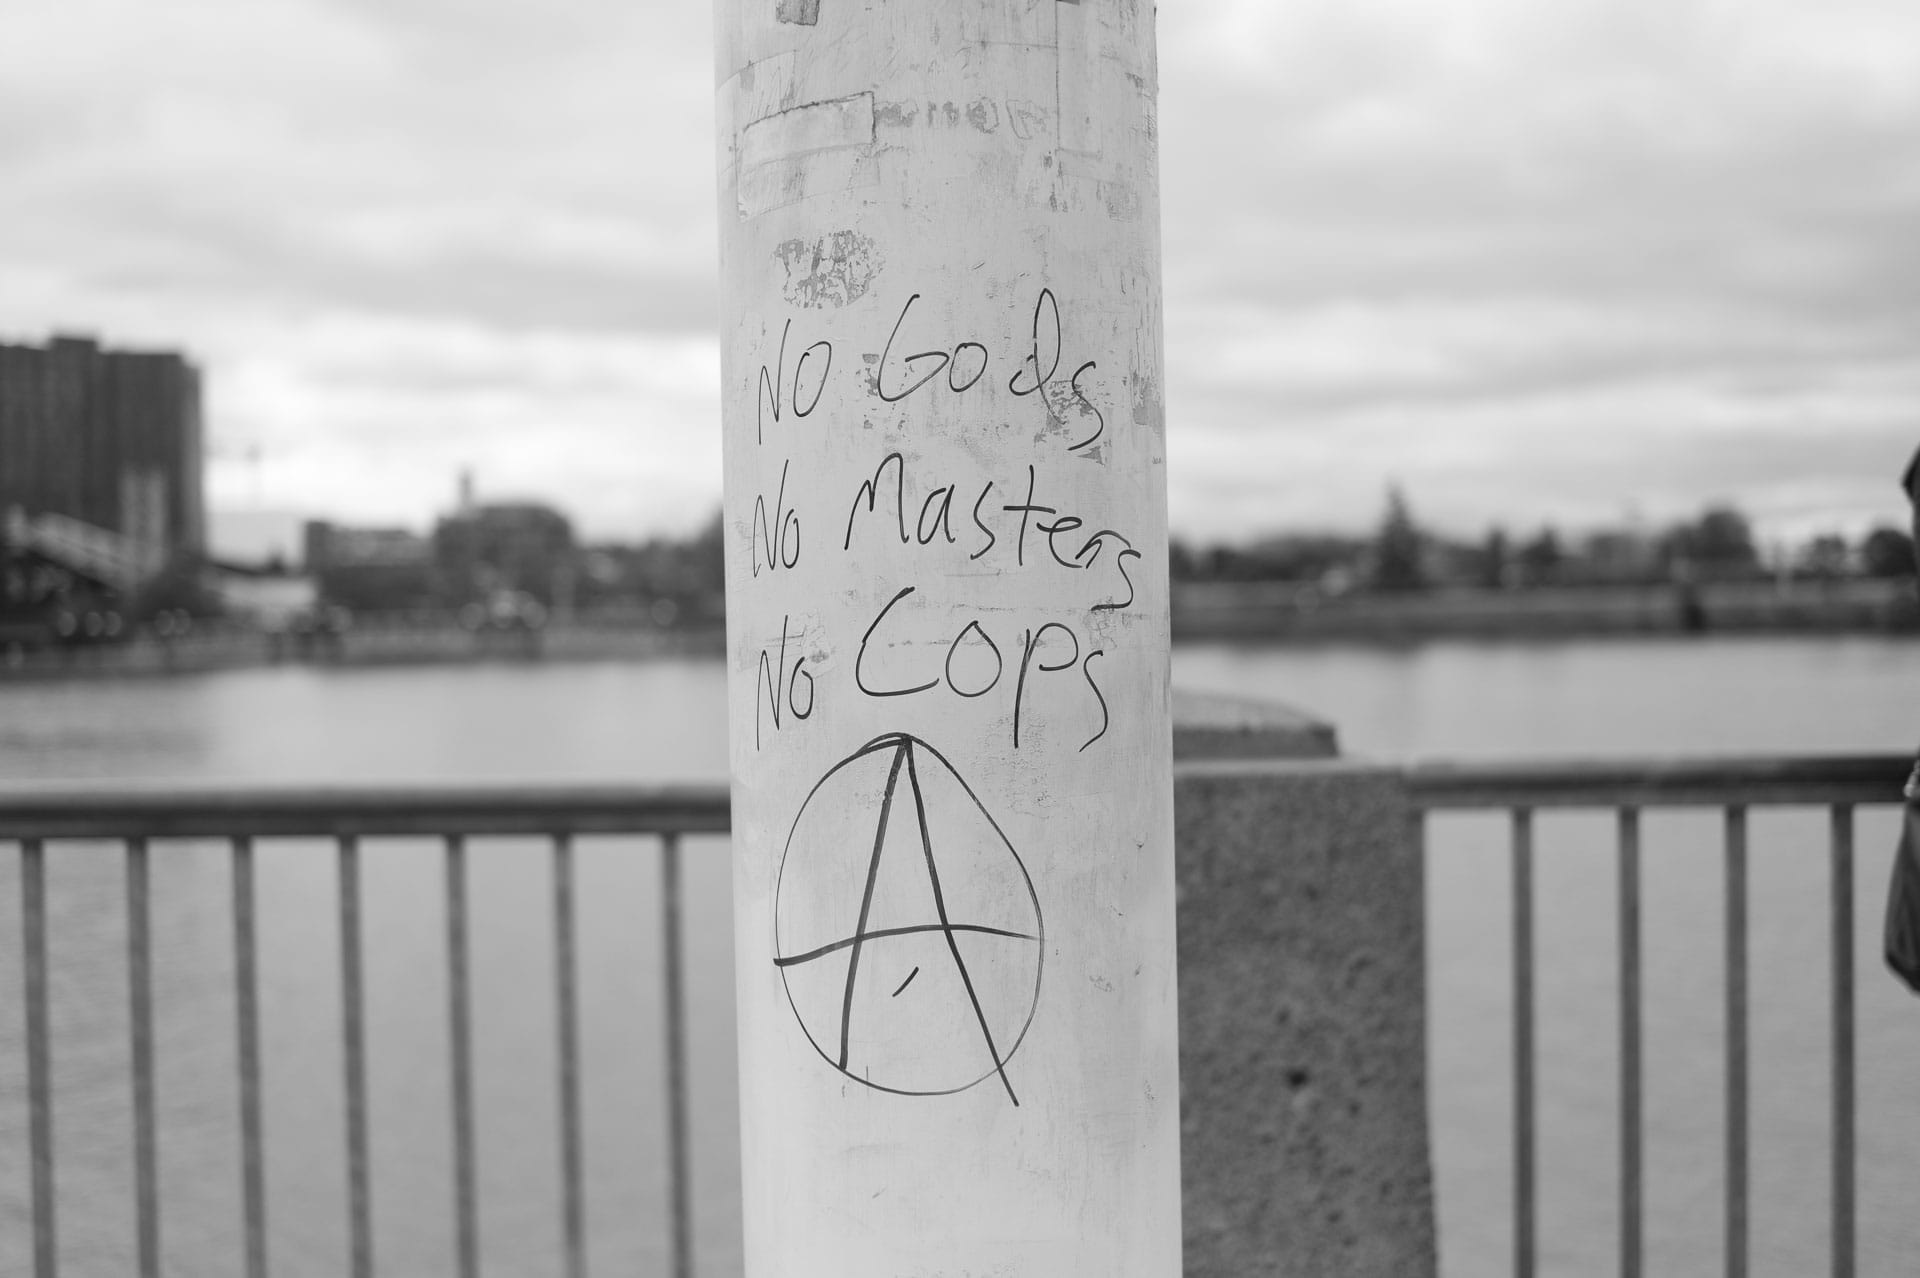 No Gods
No Masters
No Cops
A